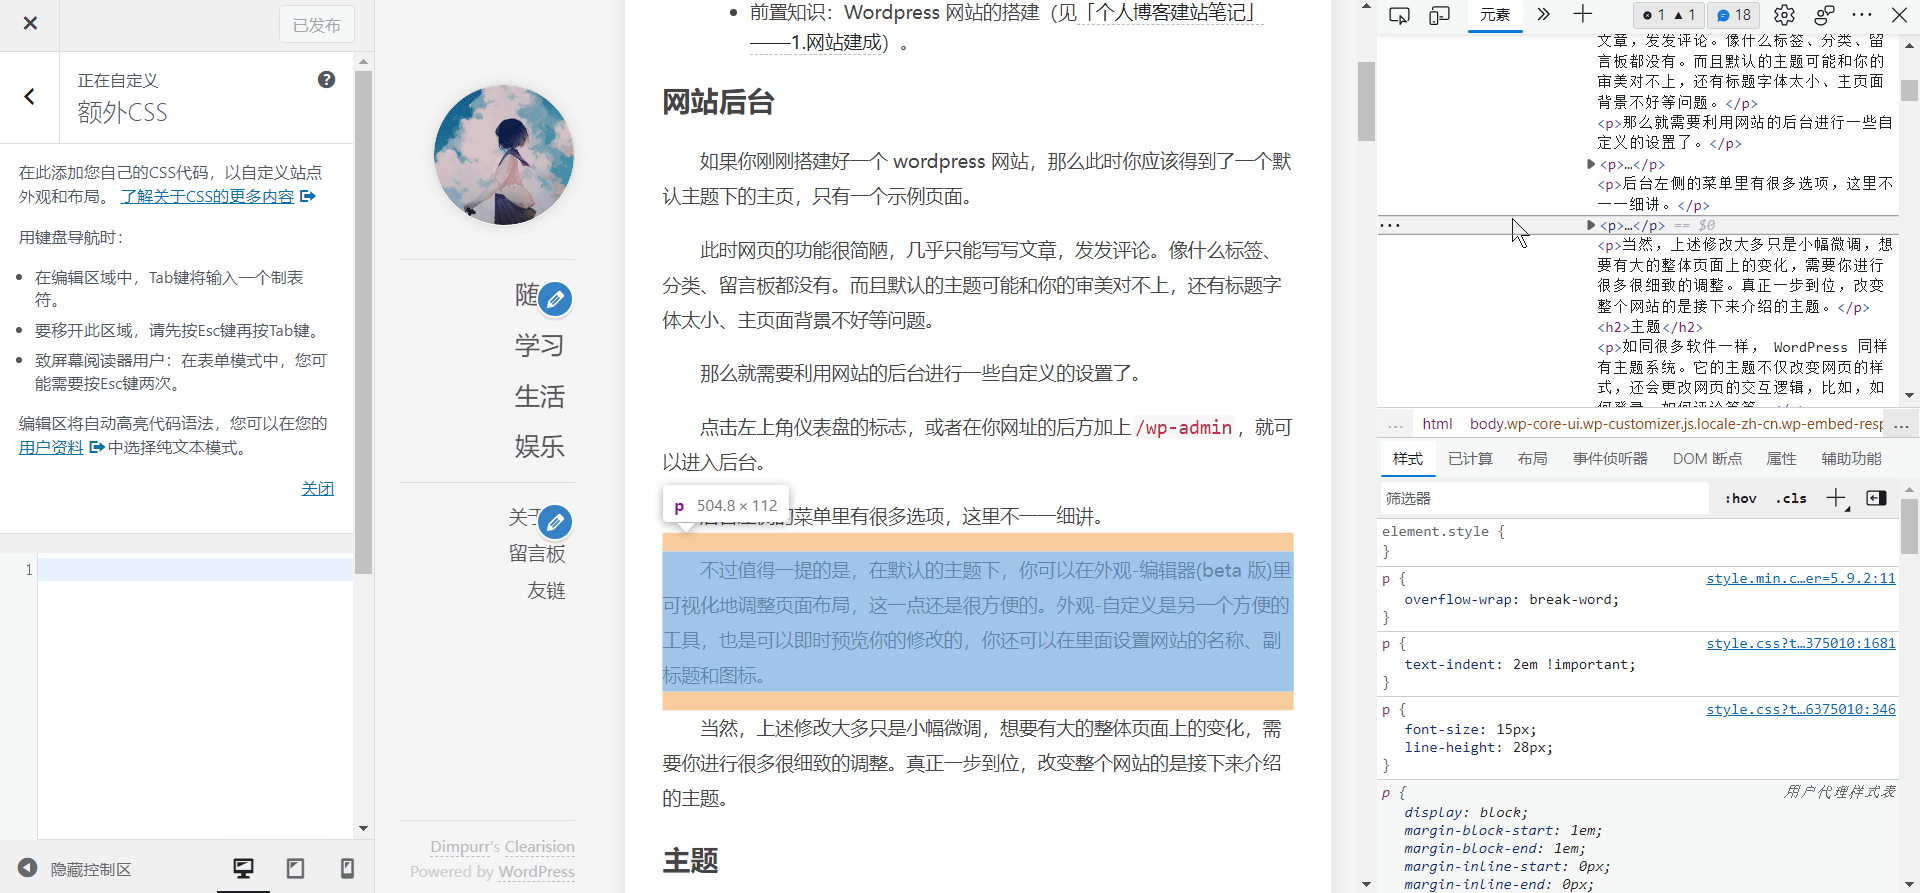 已发布
正在自定义
额外CSS
在此添加您自己的CSS代码，以自定义站点
外观和布局。 了解关于CSS的更多内容
用键盘导航时：
在编辑区域中，Tab键将输入一个制表
符。
要移开此区域，请先按Esc键再按Tab键。
致屏幕阅读器用户：在表单模式中，您可
能需要按Esc键两次。
编辑区将自动高亮代码语法，您可以在您的
用户资料 中选择纯文本模式。
关闭
1
隐藏控制区
随
学习
生活
娱乐
关于
留言板
友链
Dimpurr's Clearision
Powered by WordPress
前置知识：Wordpress 网站的搭建（见「个人博客建站笔记」
——1.网站建成）。
网站后台
如果你刚刚搭建好一个 wordpress 网站，那么此时你应该得到了一个默
认主题下的主页，只有一个示例页面。
此时网页的功能很简陋，几乎只能写写文章，发发评论。像什么标签、
分类、留言板都没有。而且默认的主题可能和你的审美对不上，还有标题字
体太小、主页面背景不好等问题。
那么就需要利用网站的后台进行一些自定义的设置了。
点击左上角仪表盘的标志，或者在你网址的后方加上 /wp-admin ，就可
以进入后台。
p 504.8 × 112
后台左侧的菜单里有很多选项，这里不一一细讲。
不过值得一提的是，在默认的主题下，你可以在外观-编辑器(beta 版)里
可视化地调整页面布局，这一点还是很方便的。外观-自定义是另一个方便的
工具，也是可以即时预览你的修改的，你还可以在里面设置网站的名称、副
标题和图标。
当然，上述修改大多只是小幅微调，想要有大的整体页面上的变化，需
要你进行很多很细致的调整。真正一步到位，改变整个网站的是接下来介绍
的主题。
主题
元素
1 ▲ 1
18
文章，发发评论。像什么标签、分类、留
言板都没有。而且默认的主题可能和你的
审美对不上，还有标题字体太小、主页面
背景不好等问题。</p>
<p>那么就需要利用网站的后台进行一些自
定义的设置了。</p>
<p>…</p>
<p>后台左侧的菜单里有很多选项，这里不
一一细讲。</p>
... <p>…</p> == $0
<p>当然，上述修改大多只是小幅微调，想
要有大的整体页面上的变化，需要你进行
很多很细致的调整。真正一步到位，改变
整个网站的是接下来介绍的主题。</p>
<h2>主题</h2>
<p>如同很多软件一样， WordPress 同样
有主题系统。它的主题不仅改变网页的样
式，还会更改网页的交互逻辑，比如，如
何登录、如何评论等等。</p>
... html body.wp-core-ui.wp-customizer.js.locale-zh-cn.wp-embed-resp ...
样式 已计算 布局 事件侦听器 DOM 断点 属性 辅助功能
筛选器 :hov .cls
element.style {
}
p { style.min.c…er=5.9.2:11
overflow-wrap: break-word;
}
p { style.css?t…375010:1681
text-indent: 2em !important;
}
p { style.css?t…6375010:346
font-size: 15px;
line-height: 28px;
}
p { 用户代理样式表
display: block;
margin-block-start: 1em;
margin-block-end: 1em;
margin-inline-start: 0px;
margin-inline-end: 0px;